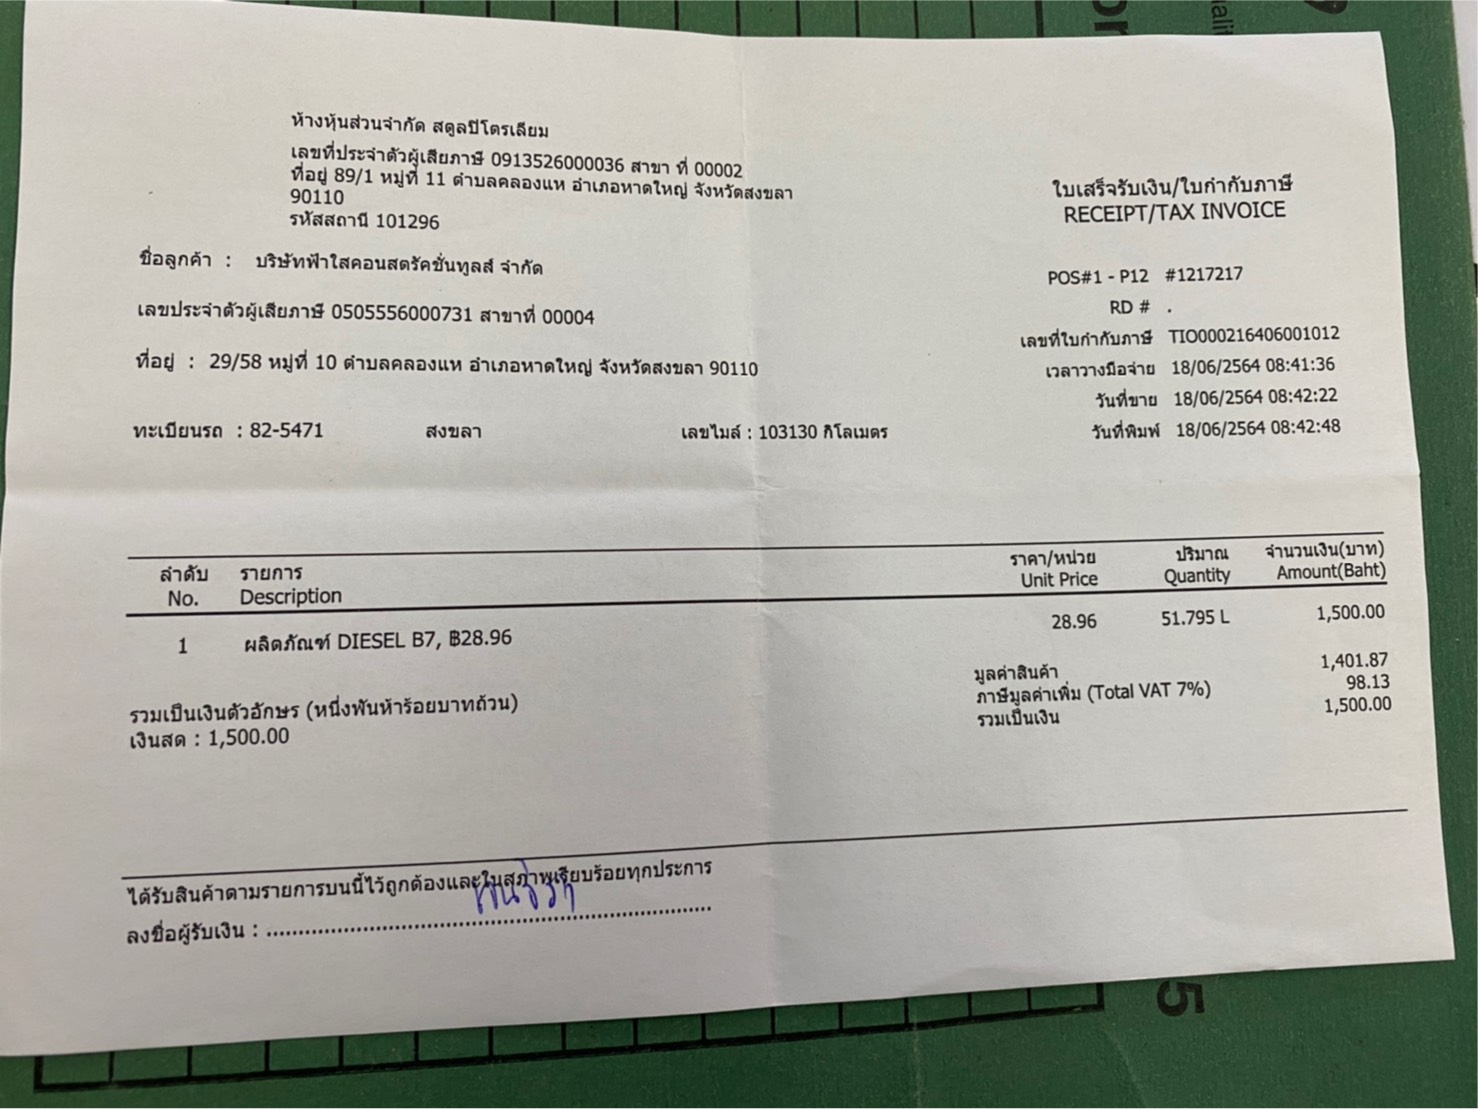 ห้างหุ้นส่วนจำกัด สตูลปิโตรเลียม
เลขที่ประจำตัวผู้เสียภาษี 0913526000036 สาขา ที่ 00002
ที่อยู่ 89/1 หมู่ที่ 11 ตำบลคลองแห อำเภอหาดใหญ่ จังหวัดสงขลา
90110
รหัสสถานี 101296
ใบเสร็จรับเงิน/ใบกำกับภาษี
RECEIPT/TAX INVOICE
ชื่อลูกค้า : บริษัทฟ้าใสคอนสตรัคชั่นทูลส์ จำกัด
POS#1 - P12 #1217217
RD # .
เลขประจำตัวผู้เสียภาษี 0505556000731 สาขาที่ 00004
เลขที่ใบกำกับภาษี TIO000216406001012
ที่อยู่ : 29/58 หมู่ที่ 10 ตำบลคลองแห อำเภอหาดใหญ่ จังหวัดสงขลา 90110
เวลาวางมือจ่าย 18/06/2564 08:41:36
วันที่ขาย 18/06/2564 08:42:22
ทะเบียนรถ : 82-5471 สงขลา เลขไมล์ : 103130 กิโลเมตร
วันที่พิมพ์ 18/06/2564 08:42:48
ลำดับ รายการ ราคา/หน่วย ปริมาณ จำนวนเงิน(บาท)
No. Description Unit Price Quantity Amount(Baht)
1 ผลิตภัณฑ์ DIESEL B7, ฿28.96 28.96 51.795 L 1,500.00
มูลค่าสินค้า 1,401.87
ภาษีมูลค่าเพิ่ม (Total VAT 7%) 98.13
รวมเป็นเงิน 1,500.00
รวมเป็นเงินตัวอักษร (หนึ่งพันห้าร้อยบาทถ้วน)
เงินสด : 1,500.00
ได้รับสินค้าตามรายการบนนี้ไว้ถูกต้องและในสภาพเรียบร้อยทุกประการ
ลงชื่อผู้รับเงิน : ................................................................
5